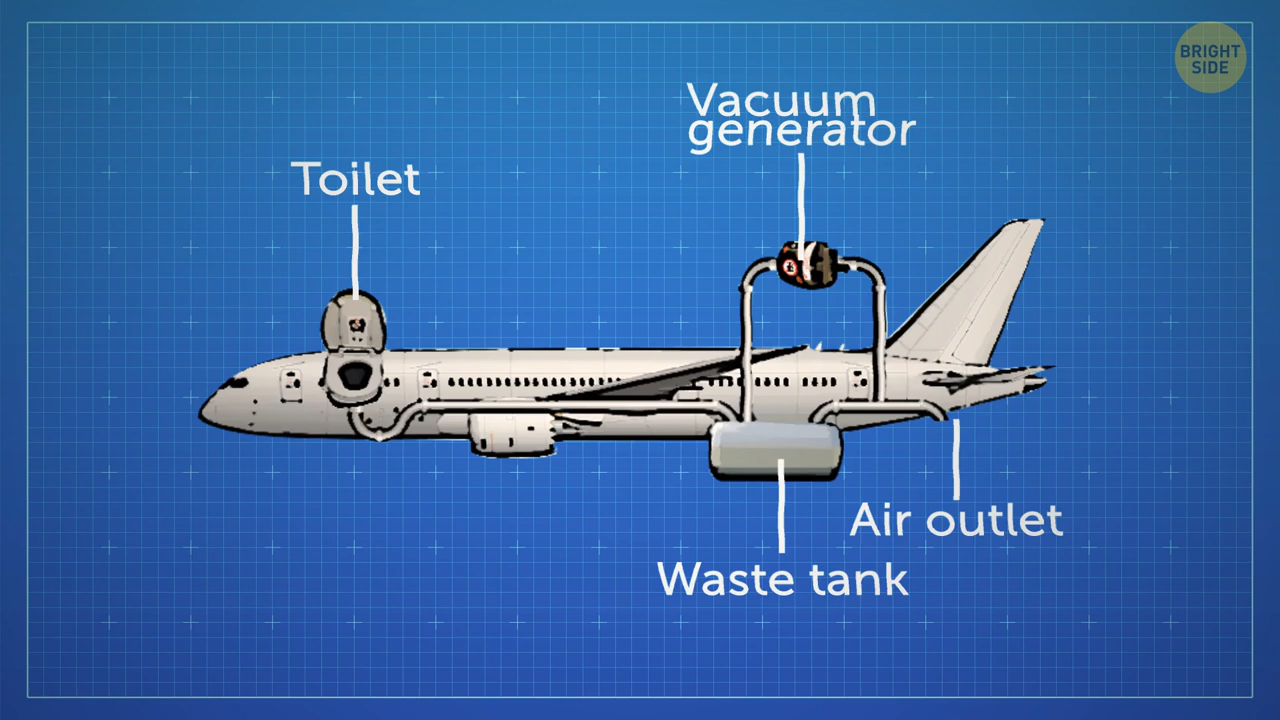 BRIGHT
SIDE
Vacuum
generator
Toilet
Air outlet
Waste tank